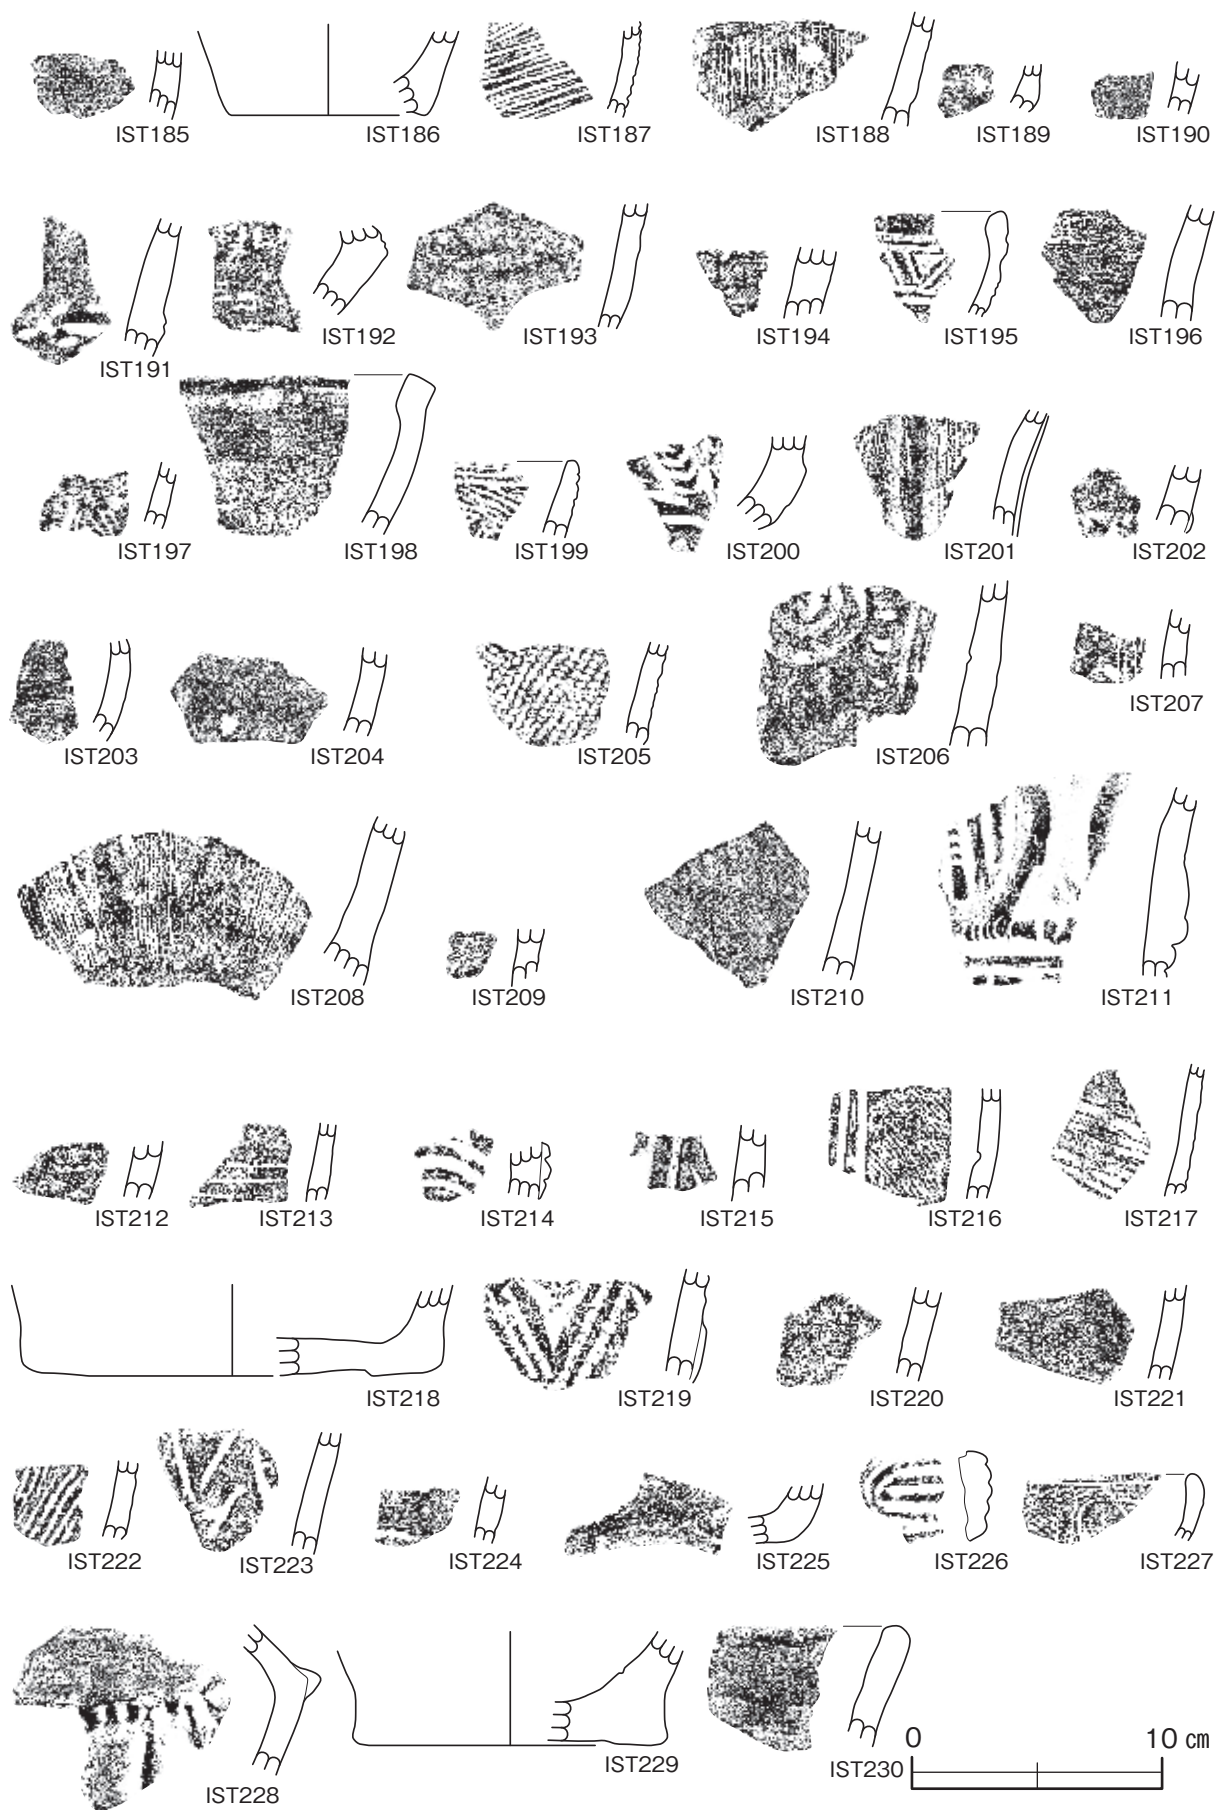 IST185 IST186 IST187 IST188 IST189 IST190
IST191 IST192 IST193 IST194 IST195 IST196
IST197 IST198 IST199 IST200 IST201 IST202
IST203 IST204 IST205 IST206 IST207
IST208 IST209 IST210 IST211
IST212 IST213 IST214 IST215 IST216 IST217
IST218 IST219 IST220 IST221
IST222 IST223 IST224 IST225 IST226 IST227
IST228 IST229 IST230
0 10 ㎝